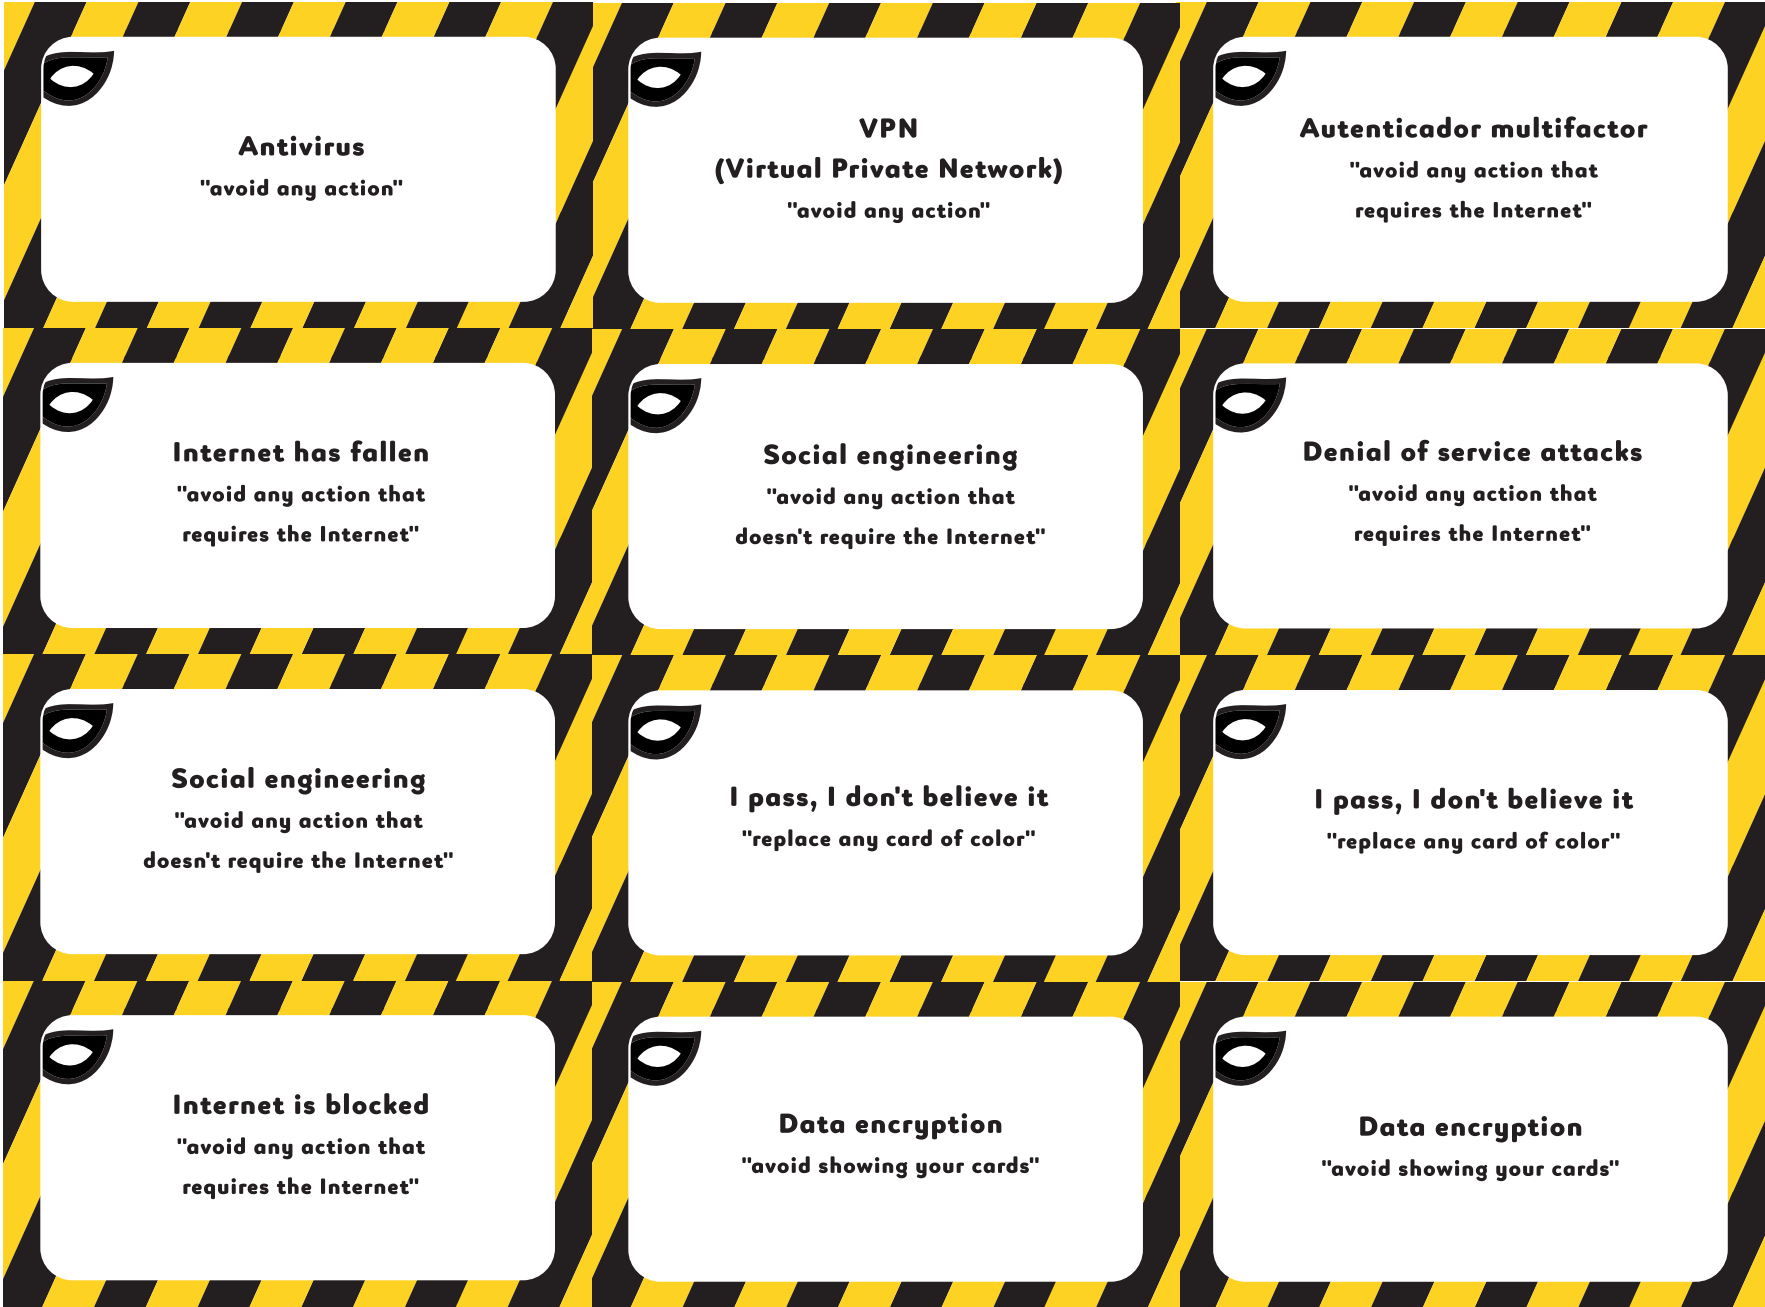 Antivirus
"avoid any action"
VPN
(Virtual Private Network)
"avoid any action"
Autenticador multifactor
"avoid any action that
requires the Internet"
Internet has fallen
"avoid any action that
requires the Internet"
Social engineering
"avoid any action that
doesn't require the Internet"
Denial of service attacks
"avoid any action that
requires the Internet"
Social engineering
"avoid any action that
doesn't require the Internet"
I pass, I don't believe it
"replace any card of color"
I pass, I don't believe it
"replace any card of color"
Internet is blocked
"avoid any action that
requires the Internet"
Data encryption
"avoid showing your cards"
Data encryption
"avoid showing your cards"